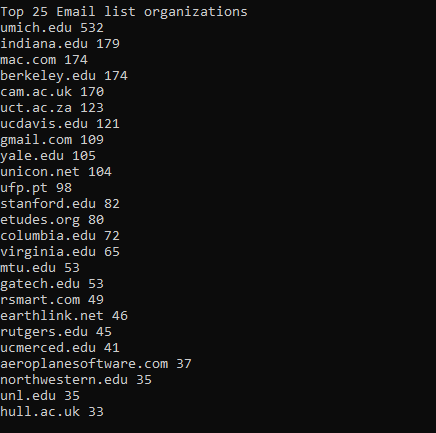 Top 25 Email list organizations
umich.edu 532
indiana.edu 179
mac.com 174
berkeley.edu 174
cam.ac.uk 170
uct.ac.za 123
ucdavis.edu 121
gmail.com 109
yale.edu 105
unicon.net 104
ufp.pt 98
stanford.edu 82
etudes.org 80
columbia.edu 72
virginia.edu 65
mtu.edu 53
gatech.edu 53
rsmart.com 49
earthlink.net 46
rutgers.edu 45
ucmerced.edu 41
aeroplanesoftware.com 37
northwestern.edu 35
unl.edu 35
hull.ac.uk 33